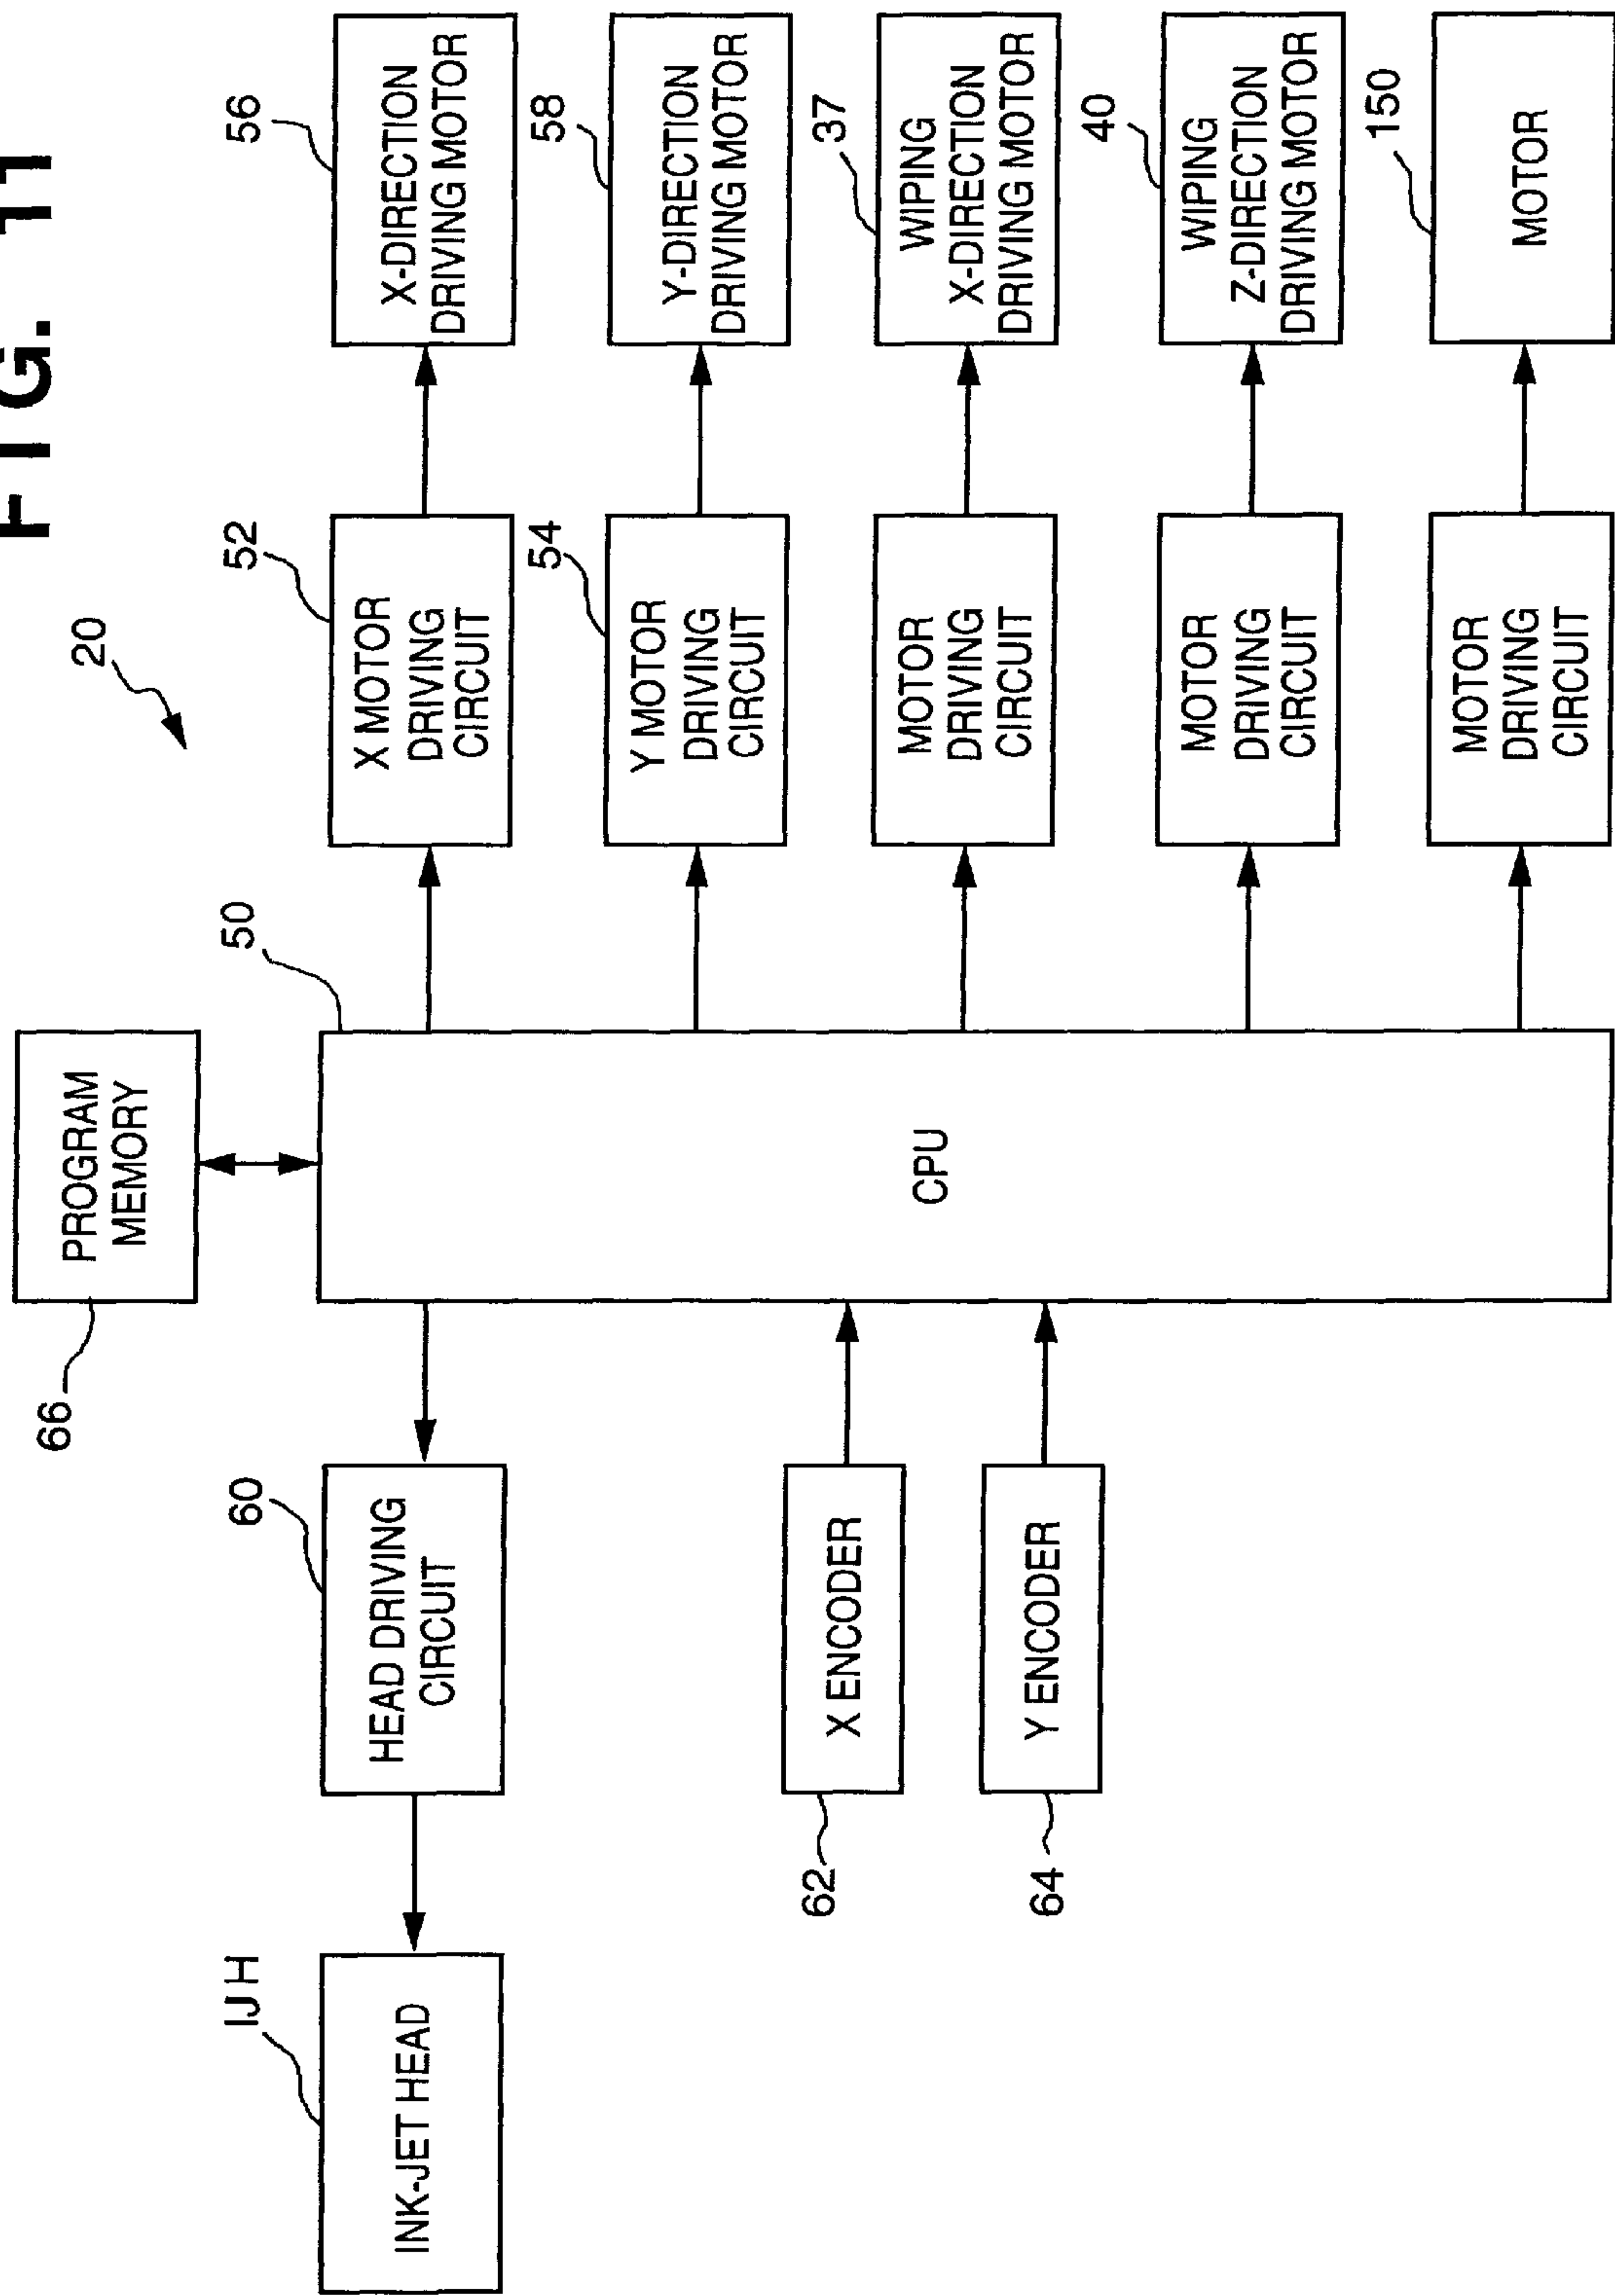 FIG. 11
20
66
PROGRAM
MEMORY
IJH
INK-JET HEAD
60
HEAD DRIVING
CIRCUIT
50
CPU
52
X MOTOR
DRIVING
CIRCUIT
56
X-DIRECTION
DRIVING MOTOR
54
Y MOTOR
DRIVING
CIRCUIT
58
Y-DIRECTION
DRIVING MOTOR
62
X ENCODER
MOTOR
DRIVING
CIRCUIT
37
WIPING
X-DIRECTION
DRIVING MOTOR
64
Y ENCODER
MOTOR
DRIVING
CIRCUIT
40
WIPING
Z-DIRECTION
DRIVING MOTOR
MOTOR
DRIVING
CIRCUIT
150
MOTOR